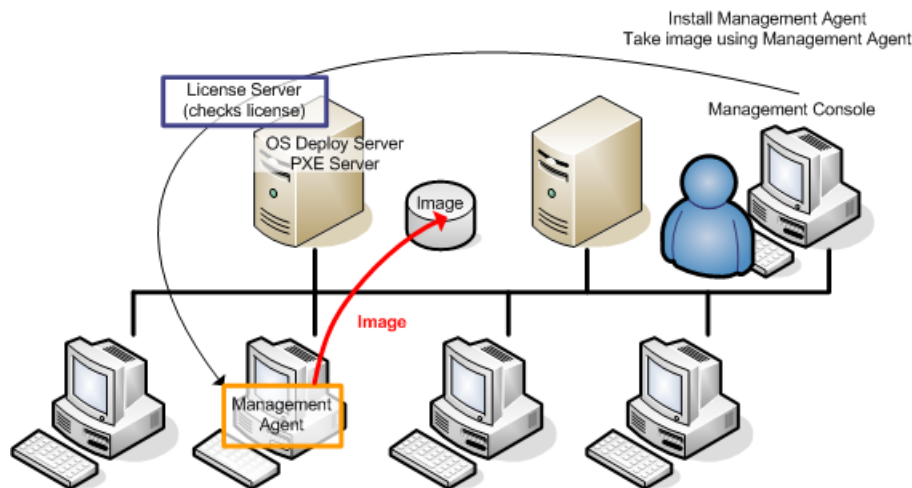 Install Management Agent
Take image using Management Agent
License Server
(checks license)
Management Console
OS Deploy Server
PXE Server
Image
Image
Management
Agent